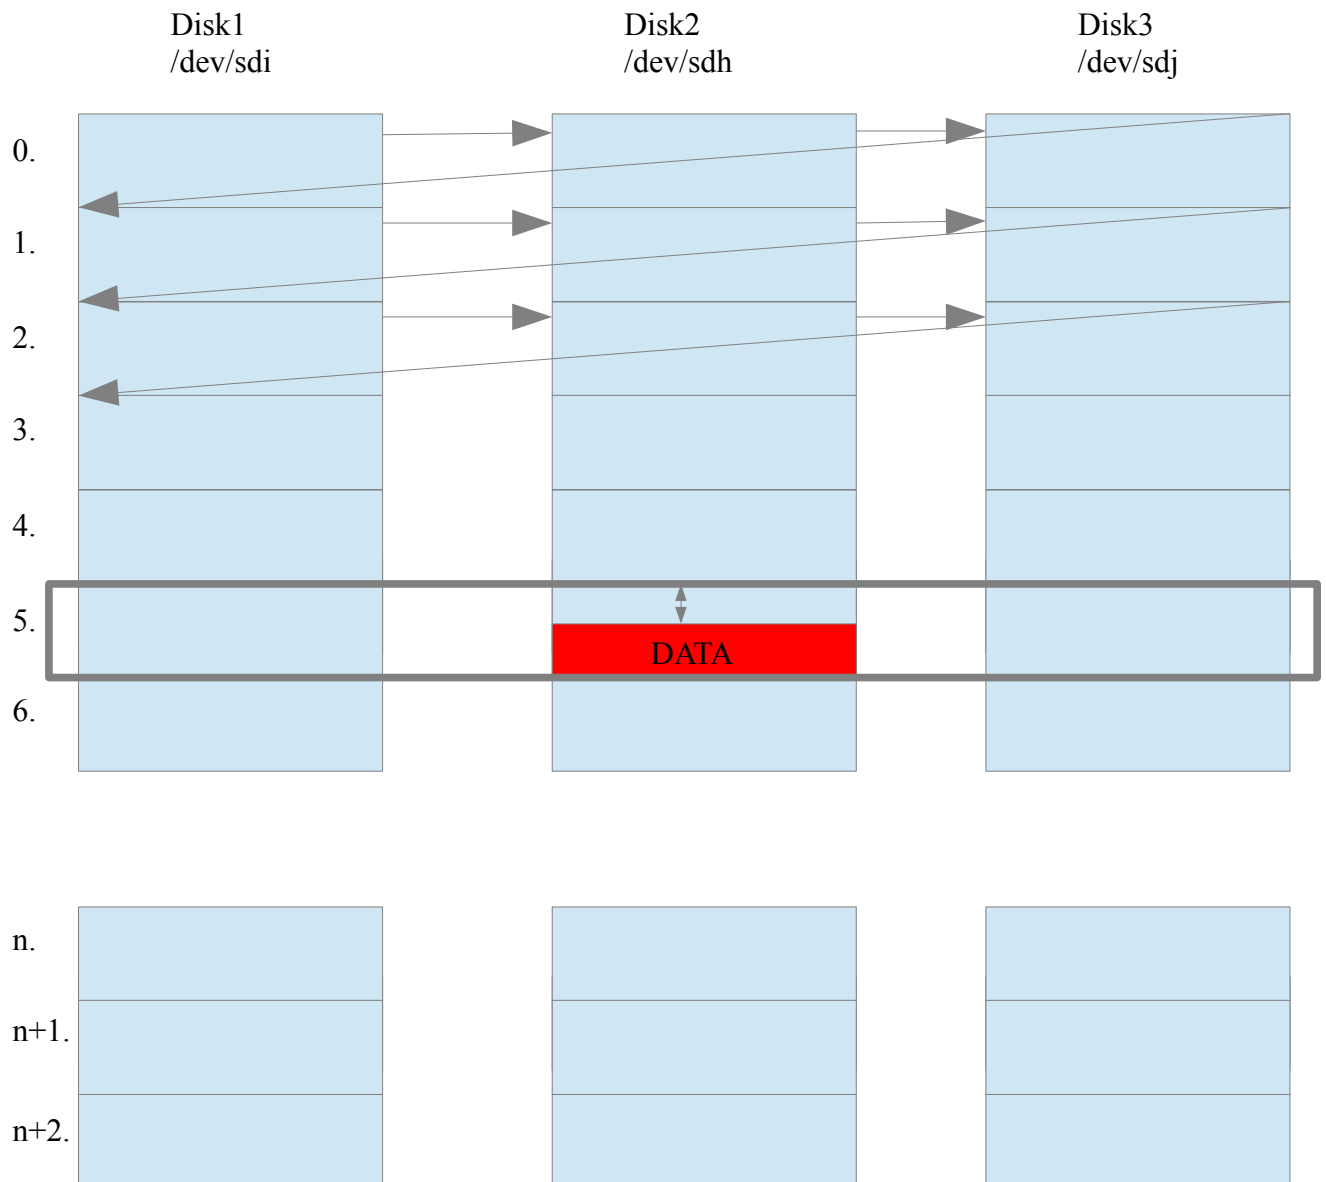 Disk1
/dev/sdi
Disk2
/dev/sdh
Disk3
/dev/sdj
0.
1.
2.
3.
4.
5.
DATA
6.
n.
n+1.
n+2.